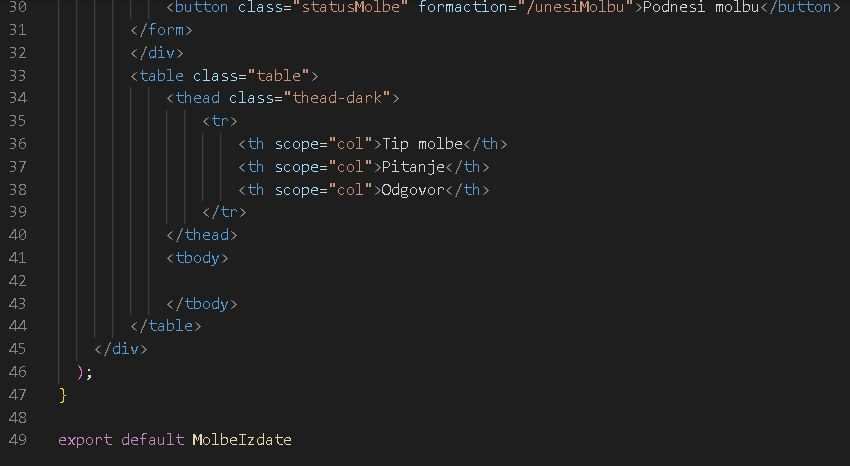 30 <button class="statusMolbe" formaction="/unesiMolbu">Podnesi molbu</button>
31 </form>
32 </div>
33 <table class="table">
34 <thead class="thead-dark">
35 <tr>
36 <th scope="col">Tip molbe</th>
37 <th scope="col">Pitanje</th>
38 <th scope="col">Odgovor</th>
39 </tr>
40 </thead>
41 <tbody>
42
43 </tbody>
44 </table>
45 </div>
46 );
47 }
48
49 export default MolbeIzdate